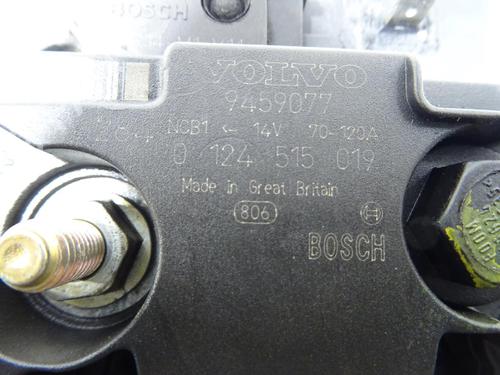 BOSCH
VOLVO
9459077
NCB1 ← 14V 70-120A
0 124 515 019
Made in Great Britain
806
BOSCH